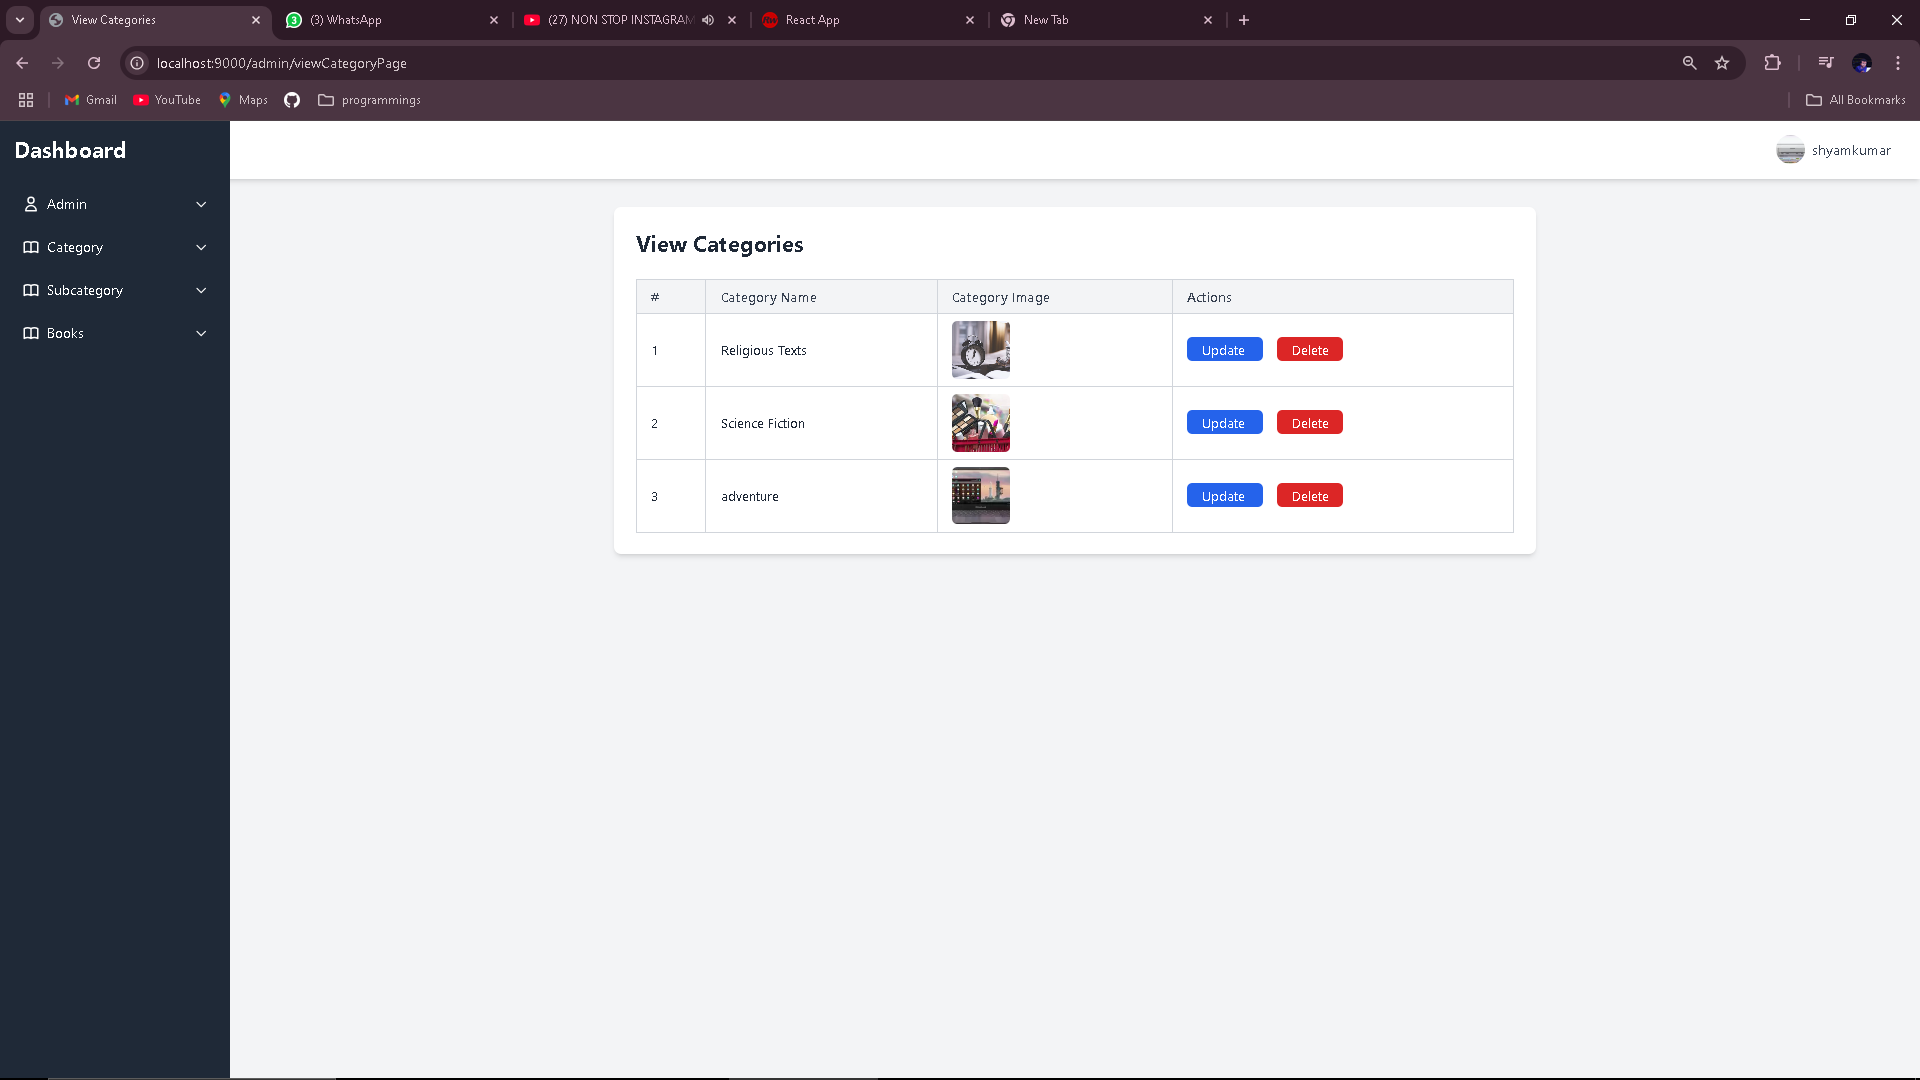 View Categories
(3) WhatsApp
(27) NON STOP INSTAGRAM
React App
New Tab
localhost:9000/admin/viewCategoryPage
Gmail
YouTube
Maps
programmings
All Bookmarks
Dashboard
shyamkumar
Admin
Category
Subcategory
Books
View Categories
# Category Name Category Image Actions
1 Religious Texts Update Delete
2 Science Fiction Update Delete
3 adventure Update Delete